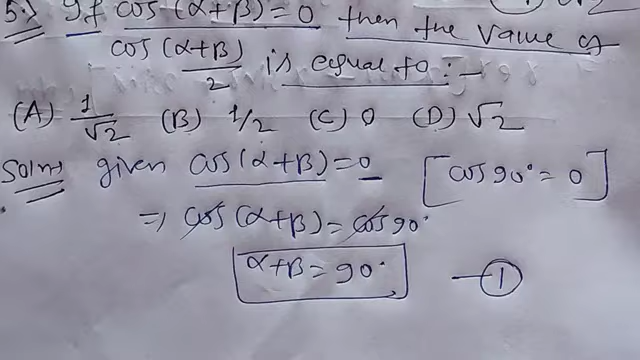 5.) If cos (α+β) = 0 then the value of
cos (α+β)/2 is equal to :-
(A) 1/√2 (B) 1/2 (C) 0 (D) √2
Soln given cos(α+β) = 0 [cos 90° = 0]
⇒ cos (α+β) = cos 90°
α+β = 90° — 1